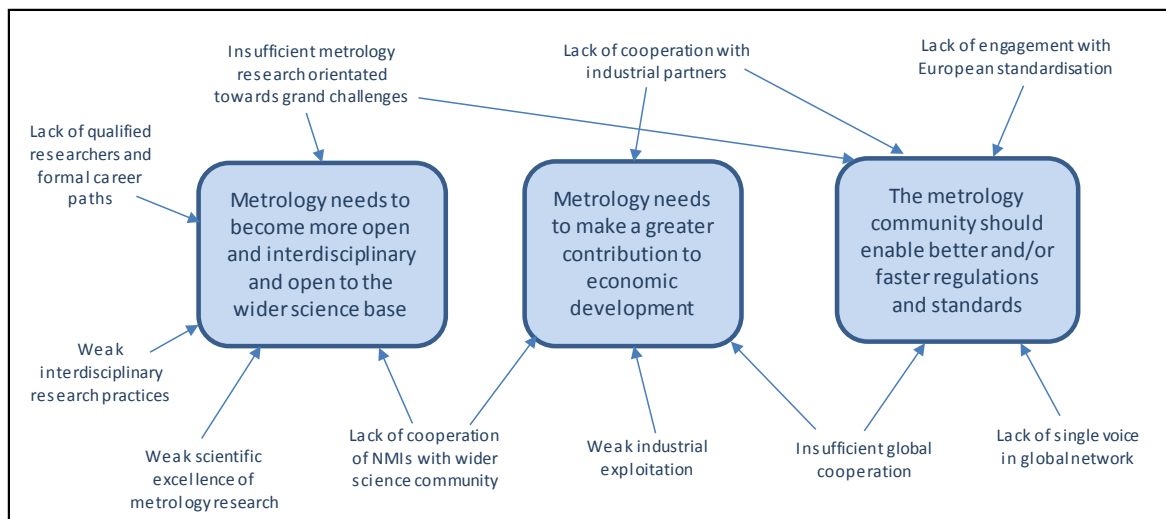 Insufficient metrology
research orientated
towards grand challenges
Lack of cooperation with
industrial partners
Lack of engagement with
European standardisation
Lack of qualified
researchers and
formal career
paths
Metrology needs to
become more open
and interdisciplinary
and open to the
wider science base
Metrology needs
to make a greater
contribution to
economic
development
The metrology
community should
enable better and/or
faster regulations
and standards
Weak
interdisciplinary
research practices
Weak scientific
excellence of
metrology research
Lack of cooperation
of NMIs with wider
science community
Weak industrial
exploitation
Insufficient global
cooperation
Lack of single voice
in global network